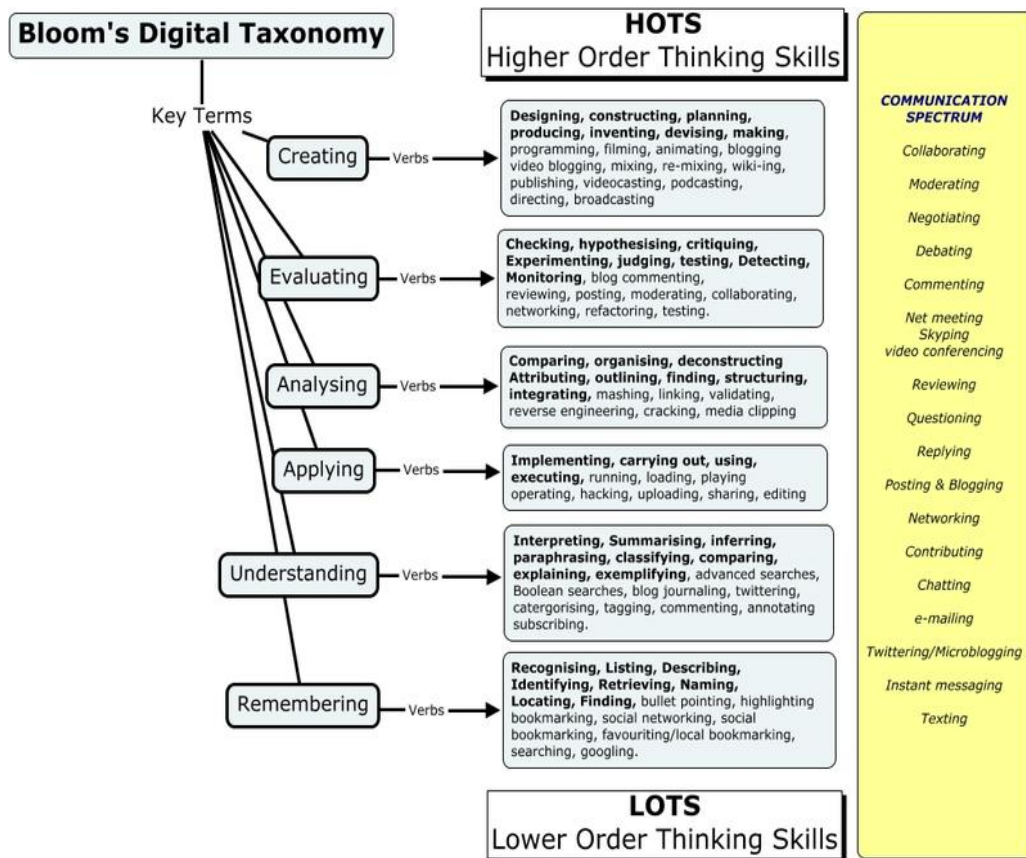 Bloom's Digital Taxonomy
HOTS
Higher Order Thinking Skills
Key Terms
Creating
Verbs
Designing, constructing, planning,
producing, inventing, devising, making,
programming, filming, animating, blogging
video blogging, mixing, re-mixing, wiki-ing,
publishing, videocasting, podcasting,
directing, broadcasting
Evaluating
Verbs
Checking, hypothesising, critiquing,
Experimenting, judging, testing, Detecting,
Monitoring, blog commenting,
reviewing, posting, moderating, collaborating,
networking, refactoring, testing.
Analysing
Verbs
Comparing, organising, deconstructing
Attributing, outlining, finding, structuring,
integrating, mashing, linking, validating,
reverse engineering, cracking, media clipping
Applying
Verbs
Implementing, carrying out, using,
executing, running, loading, playing
operating, hacking, uploading, sharing, editing
Understanding
Verbs
Interpreting, Summarising, inferring,
paraphrasing, classifying, comparing,
explaining, exemplifying, advanced searches,
Boolean searches, blog journaling, twittering,
catergorising, tagging, commenting, annotating
subscribing.
Remembering
Verbs
Recognising, Listing, Describing,
Identifying, Retrieving, Naming,
Locating, Finding, bullet pointing, highlighting
bookmarking, social networking, social
bookmarking, favouriting/local bookmarking,
searching, googling.
LOTS
Lower Order Thinking Skills
COMMUNICATION
SPECTRUM
Collaborating
Moderating
Negotiating
Debating
Commenting
Net meeting
Skyping
video conferencing
Reviewing
Questioning
Replying
Posting & Blogging
Networking
Contributing
Chatting
e-mailing
Twittering/Microblogging
Instant messaging
Texting